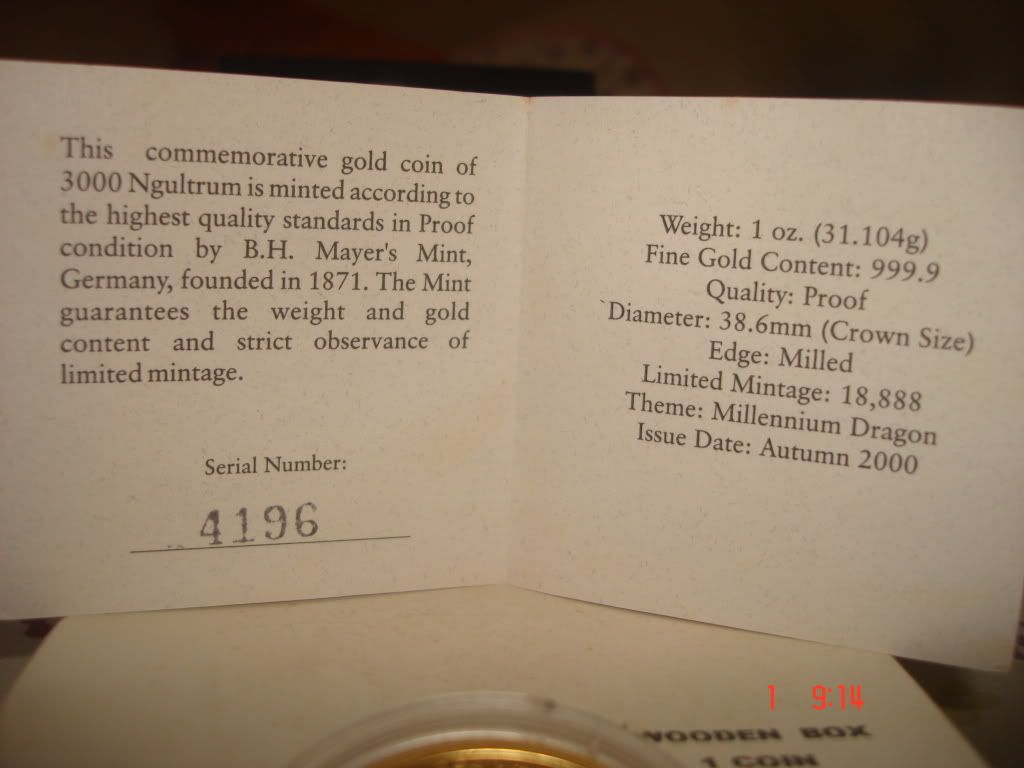 This commemorative gold coin of
3000 Ngultrum is minted according to
the highest quality standards in Proof
condition by B.H. Mayer's Mint,
Germany, founded in 1871. The Mint
guarantees the weight and gold
content and strict observance of
limited mintage.
Serial Number:
4196
Weight: 1 oz. (31.104g)
Fine Gold Content: 999.9
Quality: Proof
Diameter: 38.6mm (Crown Size)
Edge: Milled
Limited Mintage: 18,888
Theme: Millennium Dragon
Issue Date: Autumn 2000
1 9:14
WOODEN BOX
1 COIN